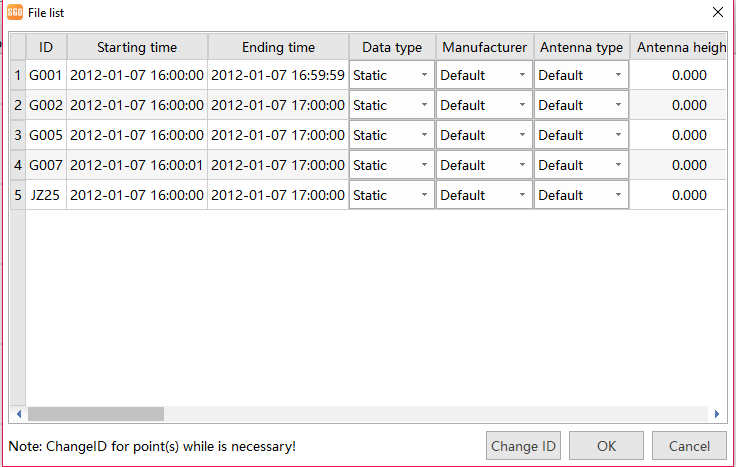 SGO File list
ID Starting time Ending time Data type Manufacturer Antenna type Antenna heigh
1 G001 2012-01-07 16:00:00 2012-01-07 16:59:59 Static Default Default 0.000
2 G002 2012-01-07 16:00:00 2012-01-07 17:00:00 Static Default Default 0.000
3 G005 2012-01-07 16:00:00 2012-01-07 17:00:00 Static Default Default 0.000
4 G007 2012-01-07 16:00:01 2012-01-07 17:00:00 Static Default Default 0.000
5 JZ25 2012-01-07 16:00:00 2012-01-07 17:00:00 Static Default Default 0.000
Note: ChangeID for point(s) while is necessary! Change ID OK Cancel